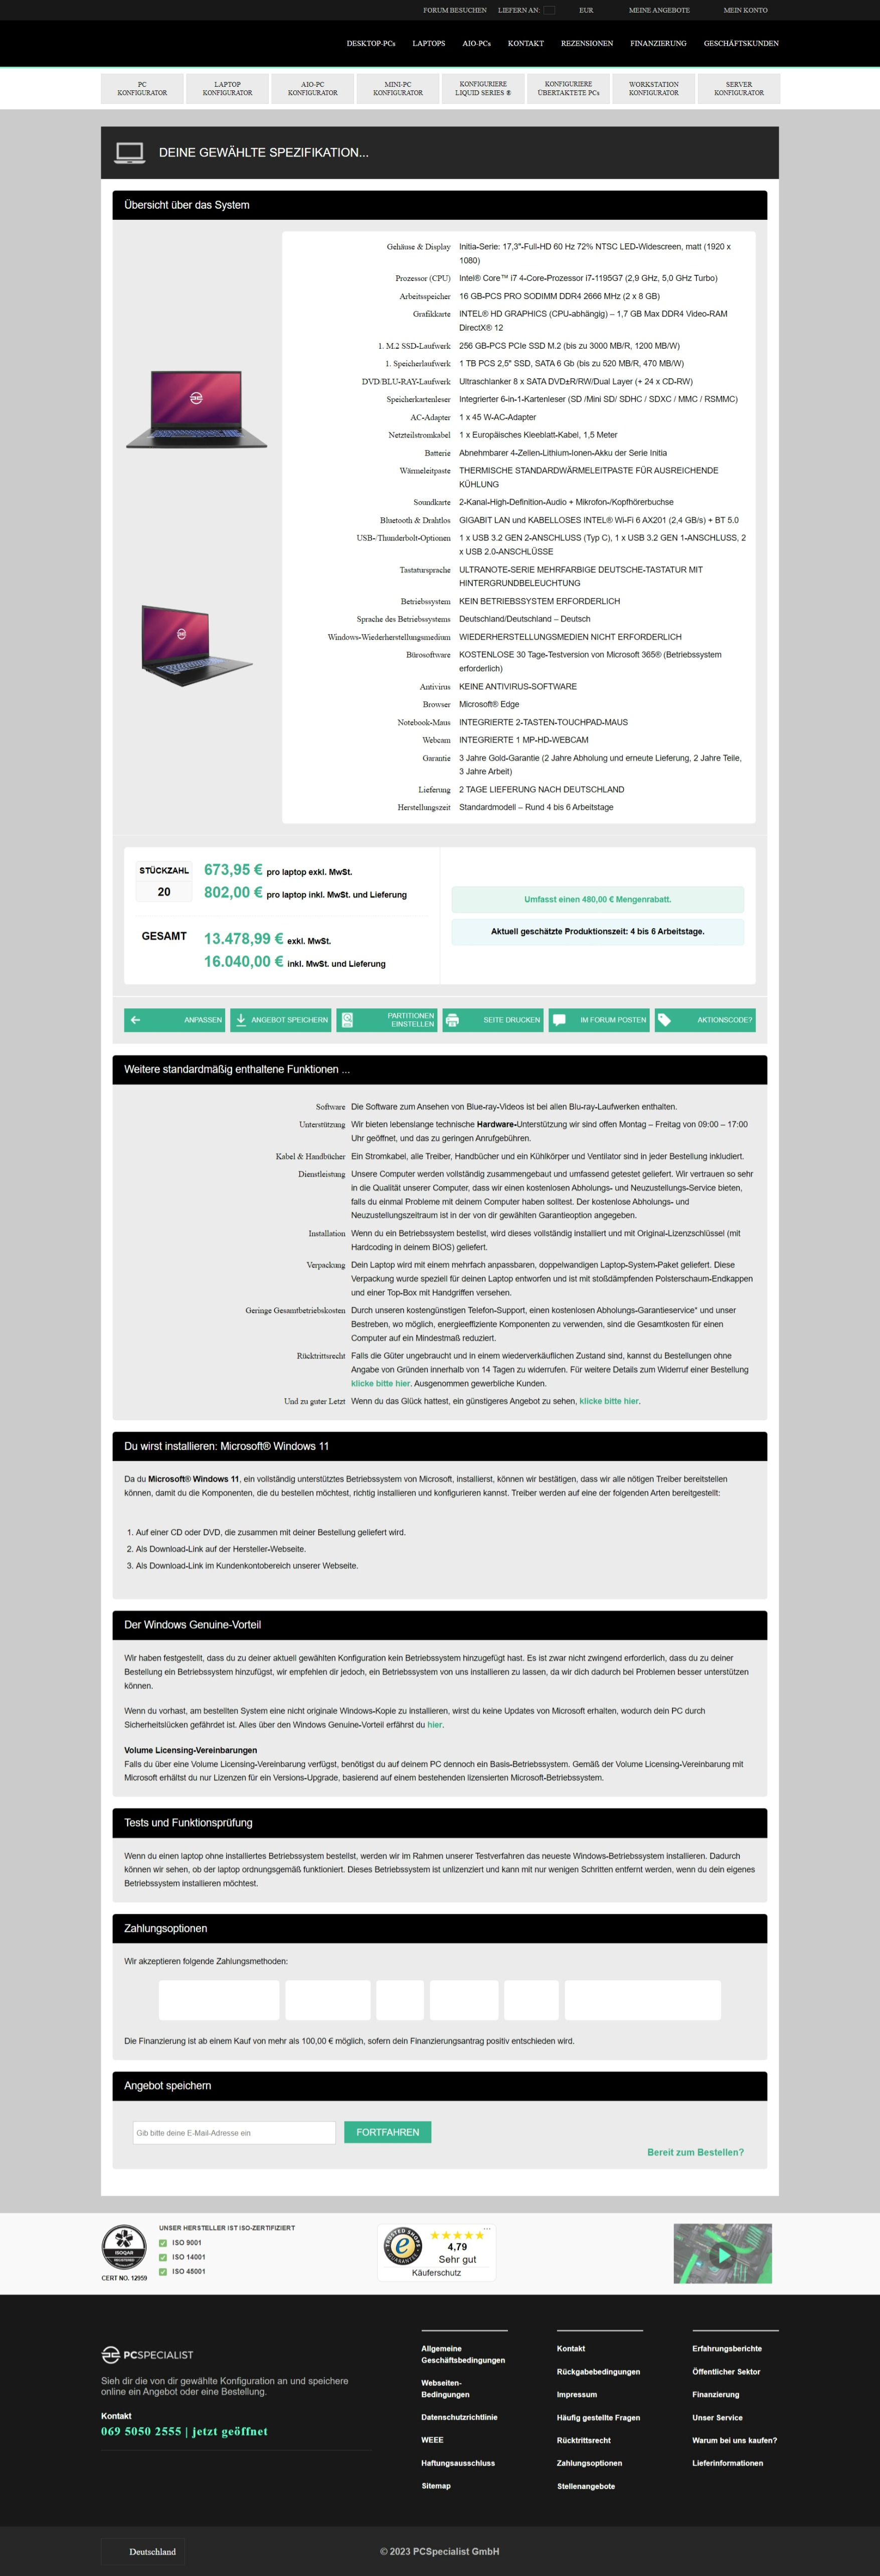 FORUM BESUCHEN LIEFERN AN: EUR MEINE ANGEBOTE MEIN KONTO
DESKTOP-PCs LAPTOPS AIO-PCs KONTAKT REZENSIONEN FINANZIERUNG GESCHÄFTSKUNDEN
PC KONFIGURATOR
LAPTOP KONFIGURATOR
AIO-PC KONFIGURATOR
MINI-PC KONFIGURATOR
KONFIGURIERE LIQUID SERIES ®
KONFIGURIERE ÜBERTAKTETE PCs
WORKSTATION KONFIGURATOR
SERVER KONFIGURATOR
DEINE GEWÄHLTE SPEZIFIKATION...
Übersicht über das System
Gehäuse & Display Initia-Serie: 17,3"-Full-HD 60 Hz 72% NTSC LED-Widescreen, matt (1920 x
1080)
Prozessor (CPU) Intel® Core™ i7 4-Core-Prozessor i7-1195G7 (2,9 GHz, 5,0 GHz Turbo)
Arbeitsspeicher 16 GB-PCS PRO SODIMM DDR4 2666 MHz (2 x 8 GB)
Grafikkarte INTEL® HD GRAPHICS (CPU-abhängig) – 1,7 GB Max DDR4 Video-RAM
DirectX® 12
1. M.2 SSD-Laufwerk 256 GB-PCS PCIe SSD M.2 (bis zu 3000 MB/R, 1200 MB/W)
1. Speicherlaufwerk 1 TB PCS 2,5" SSD, SATA 6 Gb (bis zu 520 MB/R, 470 MB/W)
DVD/BLU-RAY-Laufwerk Ultraschlanker 8 x SATA DVD±R/RW/Dual Layer (+ 24 x CD-RW)
Speicherkartenleser Integrierter 6-in-1-Kartenleser (SD /Mini SD/ SDHC / SDXC / MMC / RSMMC)
AC-Adapter 1 x 45 W-AC-Adapter
Netzteilstromkabel 1 x Europäisches Kleeblatt-Kabel, 1,5 Meter
Batterie Abnehmbarer 4-Zellen-Lithium-Ionen-Akku der Serie Initia
Wärmeleitpaste THERMISCHE STANDARDWÄRMELEITPASTE FÜR AUSREICHENDE
KÜHLUNG
Soundkarte 2-Kanal-High-Definition-Audio + Mikrofon-/Kopfhörerbuchse
Bluetooth & Drahtlos GIGABIT LAN und KABELLOSES INTEL® Wi-Fi 6 AX201 (2,4 GB/s) + BT 5.0
USB-/Thunderbolt-Optionen 1 x USB 3.2 GEN 2-ANSCHLUSS (Typ C), 1 x USB 3.2 GEN 1-ANSCHLUSS, 2
x USB 2.0-ANSCHLÜSSE
Tastatursprache ULTRANOTE-SERIE MEHRFARBIGE DEUTSCHE-TASTATUR MIT
HINTERGRUNDBELEUCHTUNG
Betriebssystem KEIN BETRIEBSSYSTEM ERFORDERLICH
Sprache des Betriebssystems Deutschland/Deutschland – Deutsch
Windows-Wiederherstellungsmedium WIEDERHERSTELLUNGSMEDIEN NICHT ERFORDERLICH
Bürosoftware KOSTENLOSE 30 Tage-Testversion von Microsoft 365® (Betriebssystem
erforderlich)
Antivirus KEINE ANTIVIRUS-SOFTWARE
Browser Microsoft® Edge
Notebook-Maus INTEGRIERTE 2-TASTEN-TOUCHPAD-MAUS
Webcam INTEGRIERTE 1 MP-HD-WEBCAM
Garantie 3 Jahre Gold-Garantie (2 Jahre Abholung und erneute Lieferung, 2 Jahre Teile,
3 Jahre Arbeit)
Lieferung 2 TAGE LIEFERUNG NACH DEUTSCHLAND
Herstellungszeit Standardmodell – Rund 4 bis 6 Arbeitstage
STÜCKZAHL
20
673,95 € pro laptop exkl. MwSt.
802,00 € pro laptop inkl. MwSt. und Lieferung
GESAMT
13.478,99 € exkl. MwSt.
16.040,00 € inkl. MwSt. und Lieferung
Umfasst einen 480,00 € Mengenrabatt.
Aktuell geschätzte Produktionszeit: 4 bis 6 Arbeitstage.
ANPASSEN
ANGEBOT SPEICHERN
PARTITIONEN EINSTELLEN
SEITE DRUCKEN
IM FORUM POSTEN
AKTIONSCODE?
Weitere standardmäßig enthaltene Funktionen ...
Software Die Software zum Ansehen von Blue-ray-Videos ist bei allen Blu-ray-Laufwerken enthalten.
Unterstützung Wir bieten lebenslange technische Hardware-Unterstützung wir sind offen Montag – Freitag von 09:00 – 17:00
Uhr geöffnet, und das zu geringen Anrufgebühren.
Kabel & Handbücher Ein Stromkabel, alle Treiber, Handbücher und ein Kühlkörper und Ventilator sind in jeder Bestellung inkludiert.
Dienstleistung Unsere Computer werden vollständig zusammengebaut und umfassend getestet geliefert. Wir vertrauen so sehr
in die Qualität unserer Computer, dass wir einen kostenlosen Abholungs- und Neuzustellungs-Service bieten,
falls du einmal Probleme mit deinem Computer haben solltest. Der kostenlose Abholungs- und
Neuzustellungszeitraum ist in der von dir gewählten Garantieoption angegeben.
Installation Wenn du ein Betriebssystem bestellst, wird dieses vollständig installiert und mit Original-Lizenzschlüssel (mit
Hardcoding in deinem BIOS) geliefert.
Verpackung Dein Laptop wird mit einem mehrfach anpassbaren, doppelwandigen Laptop-System-Paket geliefert. Diese
Verpackung wurde speziell für deinen Laptop entworfen und ist mit stoßdämpfenden Polsterschaum-Endkappen
und einer Top-Box mit Handgriffen versehen.
Geringe Gesamtbetriebskosten Durch unseren kostengünstigen Telefon-Support, einen kostenlosen Abholungs-Garantieservice* und unser
Bestreben, wo möglich, energieeffiziente Komponenten zu verwenden, sind die Gesamtkosten für einen
Computer auf ein Mindestmaß reduziert.
Rücktrittsrecht Falls die Güter ungebraucht und in einem wiederverkäuflichen Zustand sind, kannst du Bestellungen ohne
Angabe von Gründen innerhalb von 14 Tagen zu widerrufen. Für weitere Details zum Widerruf einer Bestellung
klicke bitte hier. Ausgenommen gewerbliche Kunden.
Und zu guter Letzt Wenn du das Glück hattest, ein günstigeres Angebot zu sehen, klicke bitte hier.
Du wirst installieren: Microsoft® Windows 11
Da du Microsoft® Windows 11, ein vollständig unterstütztes Betriebssystem von Microsoft, installierst, können wir bestätigen, dass wir alle nötigen Treiber bereitstellen
können, damit du die Komponenten, die du bestellen möchtest, richtig installieren und konfigurieren kannst. Treiber werden auf eine der folgenden Arten bereitgestellt:
1. Auf einer CD oder DVD, die zusammen mit deiner Bestellung geliefert wird.
2. Als Download-Link auf der Hersteller-Webseite.
3. Als Download-Link im Kundenkontobereich unserer Webseite.
Der Windows Genuine-Vorteil
Wir haben festgestellt, dass du zu deiner aktuell gewählten Konfiguration kein Betriebssystem hinzugefügt hast. Es ist zwar nicht zwingend erforderlich, dass du zu deiner
Bestellung ein Betriebssystem hinzufügst, wir empfehlen dir jedoch, ein Betriebssystem von uns installieren zu lassen, da wir dich dadurch bei Problemen besser unterstützen
können.
Wenn du vorhast, am bestellten System eine nicht originale Windows-Kopie zu installieren, wirst du keine Updates von Microsoft erhalten, wodurch dein PC durch
Sicherheitslücken gefährdet ist. Alles über den Windows Genuine-Vorteil erfährst du hier.
Volume Licensing-Vereinbarungen
Falls du über eine Volume Licensing-Vereinbarung verfügst, benötigst du auf deinem PC dennoch ein Basis-Betriebssystem. Gemäß der Volume Licensing-Vereinbarung mit
Microsoft erhältst du nur Lizenzen für ein Versions-Upgrade, basierend auf einem bestehenden lizensierten Microsoft-Betriebssystem.
Tests und Funktionsprüfung
Wenn du einen laptop ohne installiertes Betriebssystem bestellst, werden wir im Rahmen unserer Testverfahren das neueste Windows-Betriebssystem installieren. Dadurch
können wir sehen, ob der laptop ordnungsgemäß funktioniert. Dieses Betriebssystem ist unlizenziert und kann mit nur wenigen Schritten entfernt werden, wenn du dein eigenes
Betriebssystem installieren möchtest.
Zahlungsoptionen
Wir akzeptieren folgende Zahlungsmethoden:
Die Finanzierung ist ab einem Kauf von mehr als 100,00 € möglich, sofern dein Finanzierungsantrag positiv entschieden wird.
Angebot speichern
Gib bitte deine E-Mail-Adresse ein
FORTFAHREN
Bereit zum Bestellen?
ISOQAR
REGISTERED
CERT NO. 12959
UNSER HERSTELLER IST ISO-ZERTIFIZIERT
ISO 9001
ISO 14001
ISO 45001
TRUSTED SHOPS
GUARANTEE
4,79
Sehr gut
Käuferschutz
PCSPECIALIST
Sieh dir die von dir gewählte Konfiguration an und speichere
online ein Angebot oder eine Bestellung.
Kontakt
069 5050 2555 | jetzt geöffnet
Allgemeine
Geschäftsbedingungen
Webseiten-
Bedingungen
Datenschutzrichtlinie
WEEE
Haftungsausschluss
Sitemap
Kontakt
Rückgabebedingungen
Impressum
Häufig gestellte Fragen
Rücktrittsrecht
Zahlungsoptionen
Stellenangebote
Erfahrungsberichte
Öffentlicher Sektor
Finanzierung
Unser Service
Warum bei uns kaufen?
Lieferinformationen
Deutschland
© 2023 PCSpecialist GmbH